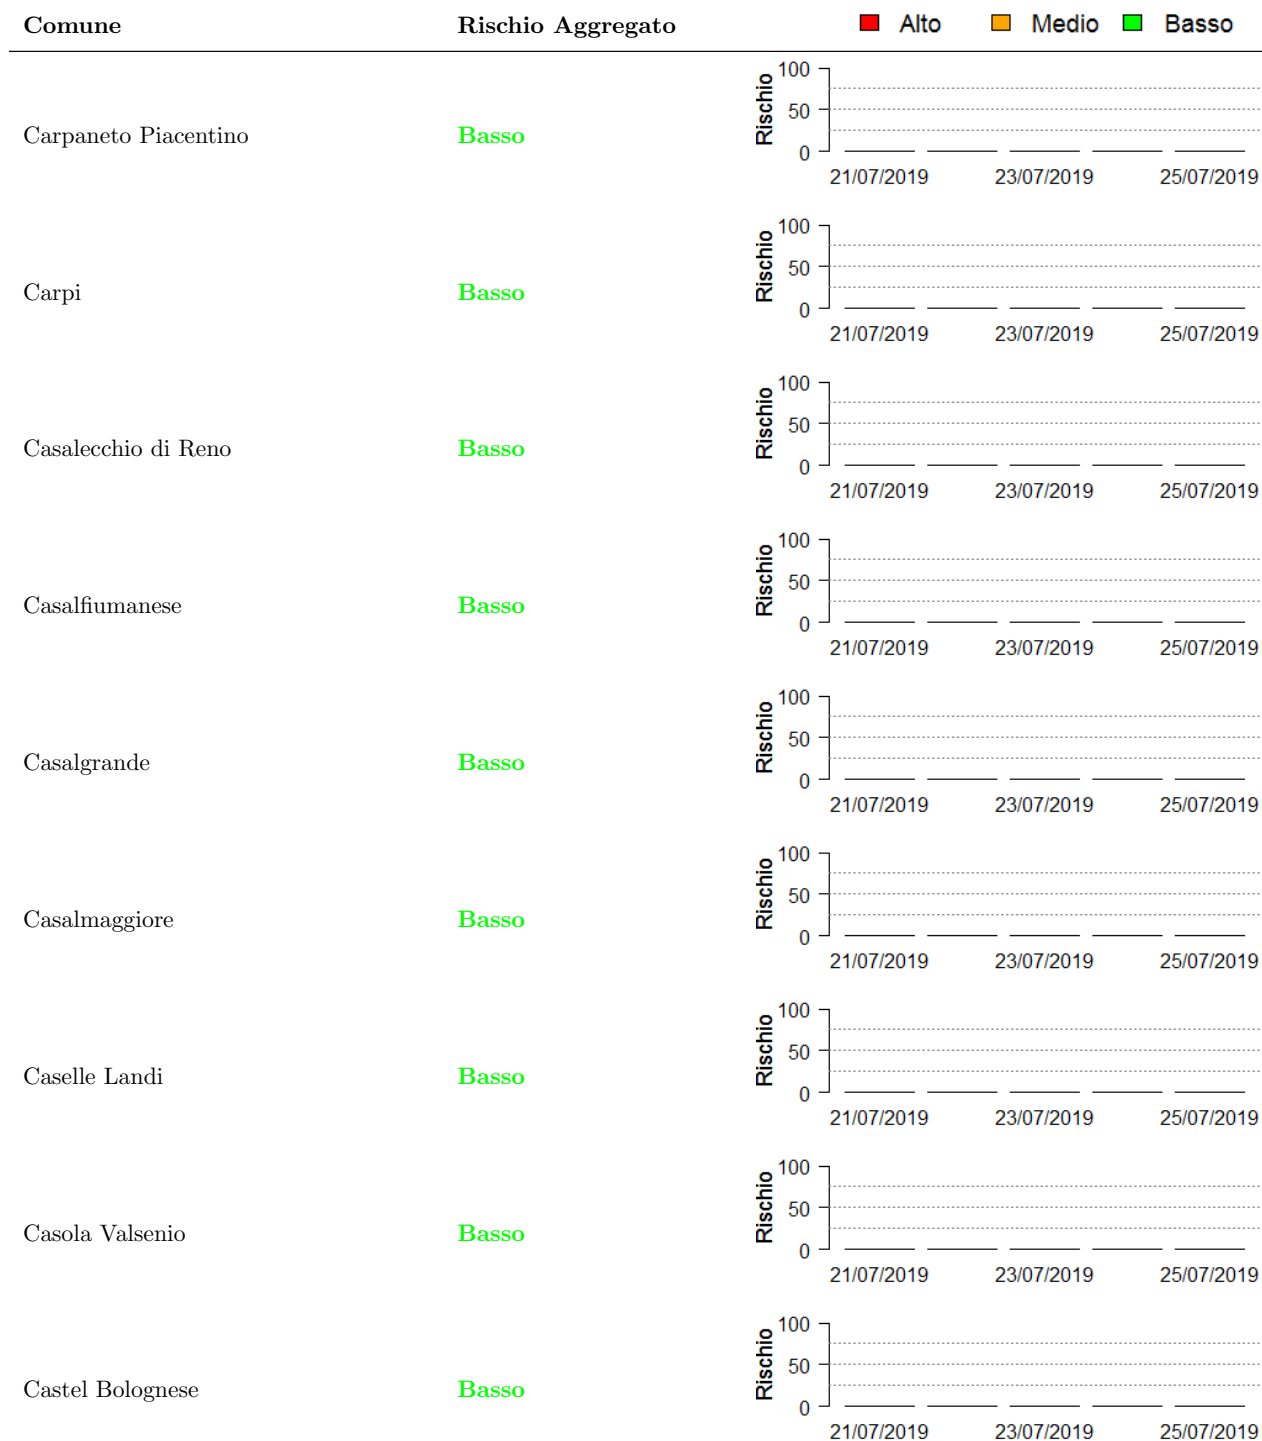 Comune Rischio Aggregato Alto Medio Basso
Carpaneto Piacentino Basso Rischio 100 50 0
21/07/2019 23/07/2019 25/07/2019
Carpi Basso Rischio 100 50 0
21/07/2019 23/07/2019 25/07/2019
Casalecchio di Reno Basso Rischio 100 50 0
21/07/2019 23/07/2019 25/07/2019
Casalfiumanese Basso Rischio 100 50 0
21/07/2019 23/07/2019 25/07/2019
Casalgrande Basso Rischio 100 50 0
21/07/2019 23/07/2019 25/07/2019
Casalmaggiore Basso Rischio 100 50 0
21/07/2019 23/07/2019 25/07/2019
Caselle Landi Basso Rischio 100 50 0
21/07/2019 23/07/2019 25/07/2019
Casola Valsenio Basso Rischio 100 50 0
21/07/2019 23/07/2019 25/07/2019
Castel Bolognese Basso Rischio 100 50 0
21/07/2019 23/07/2019 25/07/2019